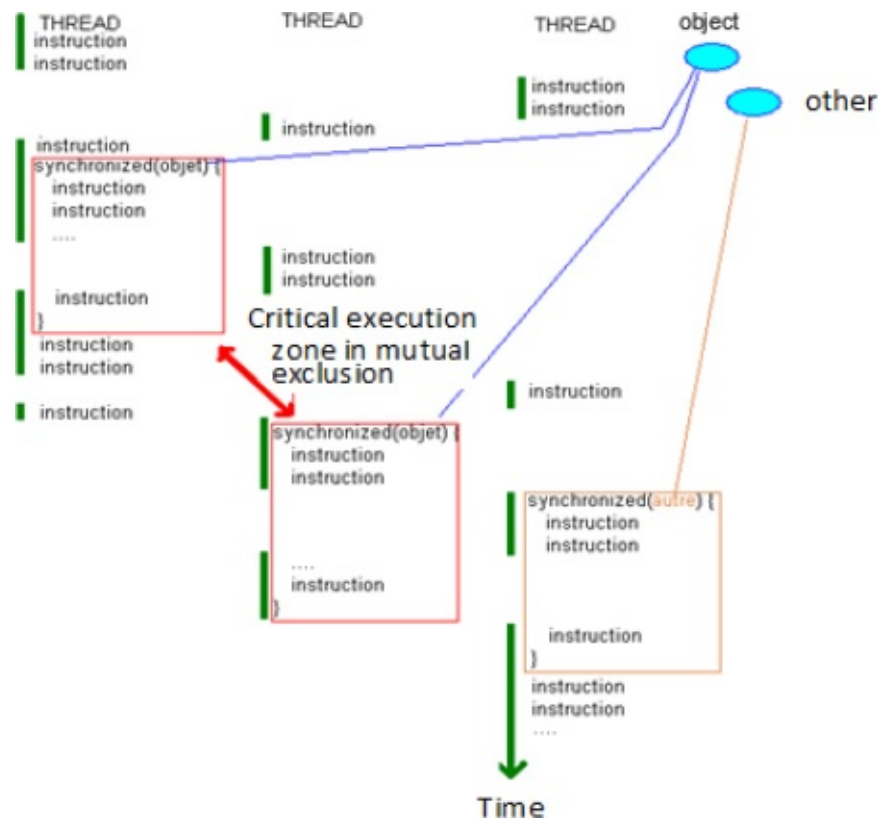 THREAD
instruction
instruction
instruction
synchronized(objet) {
instruction
instruction
....
instruction
}
instruction
instruction
instruction
THREAD
instruction
instruction
instruction
Critical execution
zone in mutual
exclusion
synchronized(objet) {
instruction
instruction
....
instruction
}
THREAD
instruction
instruction
instruction
synchronized(autre) {
instruction
instruction
instruction
}
instruction
instruction
....
Time
object
other